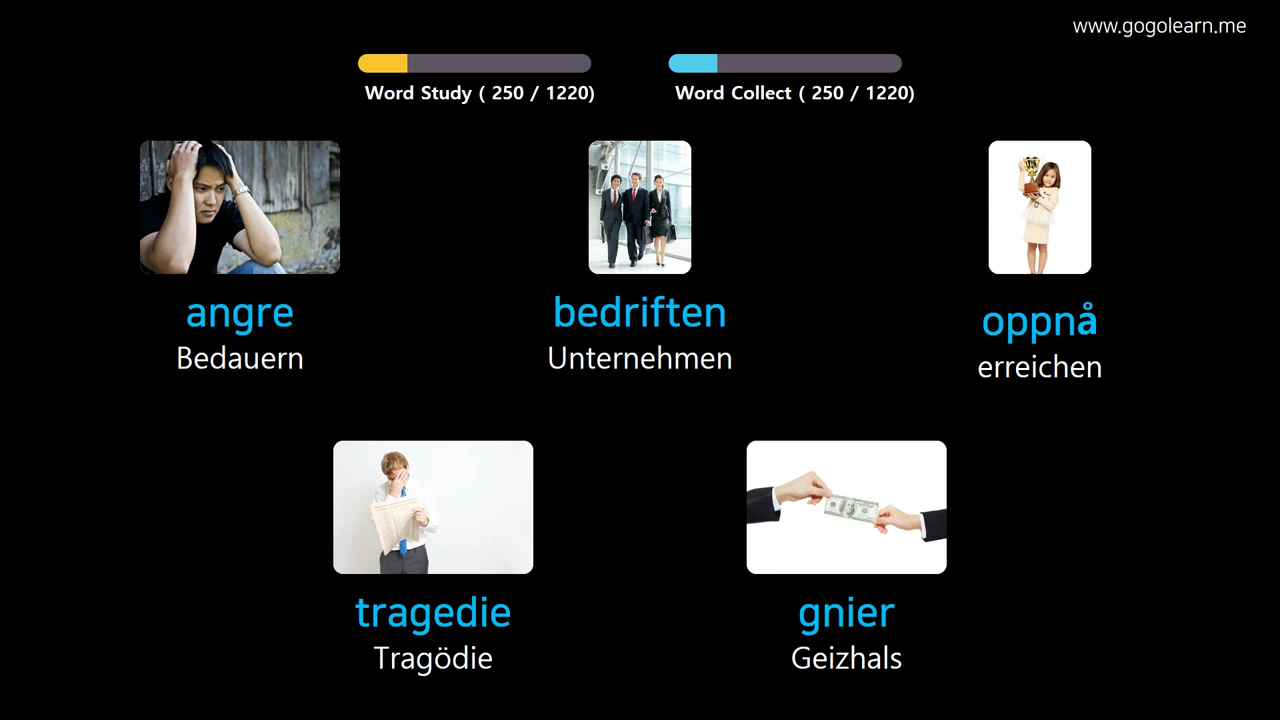 www.gogolearn.me
Word Study ( 250 / 1220)
Word Collect ( 250 / 1220)
angre
Bedauern
bedriften
Unternehmen
oppnå
erreichen
tragedie
Tragödie
gnier
Geizhals